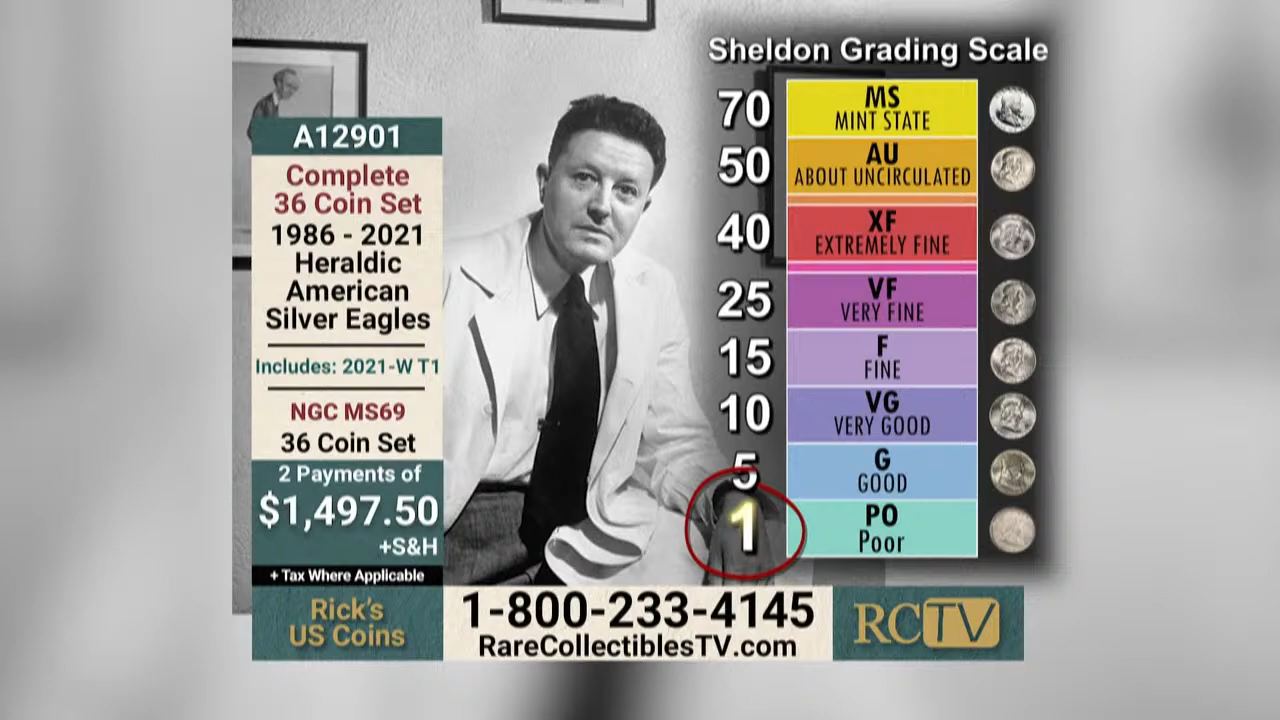 A12901
Complete
36 Coin Set
1986 - 2021
Heraldic
American
Silver Eagles
Includes: 2021-W T1
NGC MS69
36 Coin Set
2 Payments of
$1,497.50
+S&H
+ Tax Where Applicable
Rick's
US Coins
Sheldon Grading Scale
70
MS
MINT STATE
50
AU
ABOUT UNCIRCULATED
40
XF
EXTREMELY FINE
25
VF
VERY FINE
15
F
FINE
10
VG
VERY GOOD
5
G
GOOD
1
PO
Poor
1-800-233-4145
RareCollectiblesTV.com
RCTV